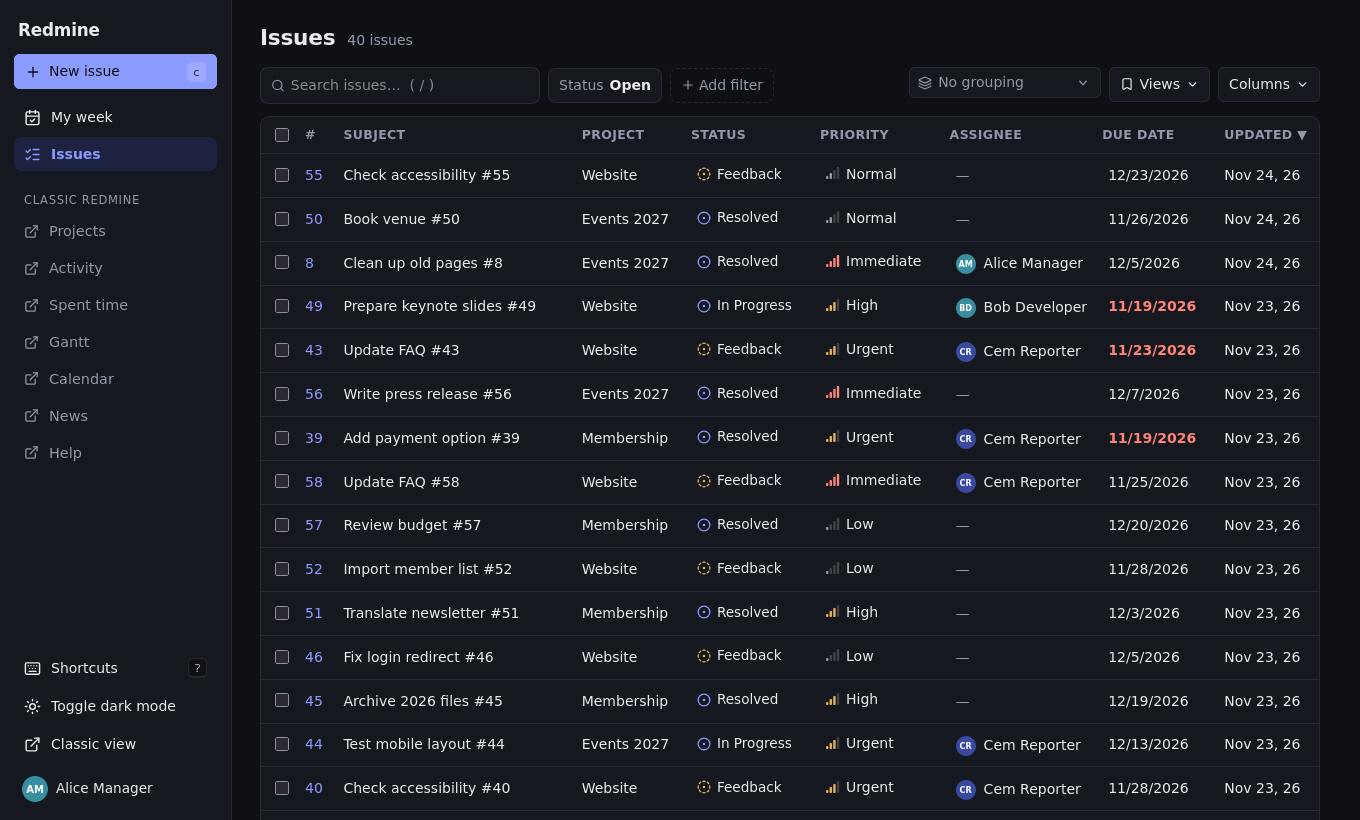 Redmine
New issue c
My week
Issues
CLASSIC REDMINE
Projects
Activity
Spent time
Gantt
Calendar
News
Help
Shortcuts ?
Toggle dark mode
Classic view
AM Alice Manager
Issues 40 issues
Search issues… ( / ) Status Open + Add filter No grouping Views Columns
# SUBJECT PROJECT STATUS PRIORITY ASSIGNEE DUE DATE UPDATED ▼
55 Check accessibility #55 Website Feedback Normal — 12/23/2026 Nov 24, 26
50 Book venue #50 Events 2027 Resolved Normal — 11/26/2026 Nov 24, 26
8 Clean up old pages #8 Events 2027 Resolved Immediate AM Alice Manager 12/5/2026 Nov 24, 26
49 Prepare keynote slides #49 Website In Progress High BD Bob Developer 11/19/2026 Nov 23, 26
43 Update FAQ #43 Website Feedback Urgent CR Cem Reporter 11/23/2026 Nov 23, 26
56 Write press release #56 Events 2027 Resolved Immediate — 12/7/2026 Nov 23, 26
39 Add payment option #39 Membership Resolved Urgent CR Cem Reporter 11/19/2026 Nov 23, 26
58 Update FAQ #58 Website Feedback Immediate CR Cem Reporter 11/25/2026 Nov 23, 26
57 Review budget #57 Membership Resolved Low — 12/20/2026 Nov 23, 26
52 Import member list #52 Website Feedback Low — 11/28/2026 Nov 23, 26
51 Translate newsletter #51 Membership Resolved High — 12/3/2026 Nov 23, 26
46 Fix login redirect #46 Website Feedback Low — 12/5/2026 Nov 23, 26
45 Archive 2026 files #45 Membership Resolved High — 12/19/2026 Nov 23, 26
44 Test mobile layout #44 Events 2027 In Progress Urgent CR Cem Reporter 12/13/2026 Nov 23, 26
40 Check accessibility #40 Website Feedback Urgent CR Cem Reporter 11/28/2026 Nov 23, 26